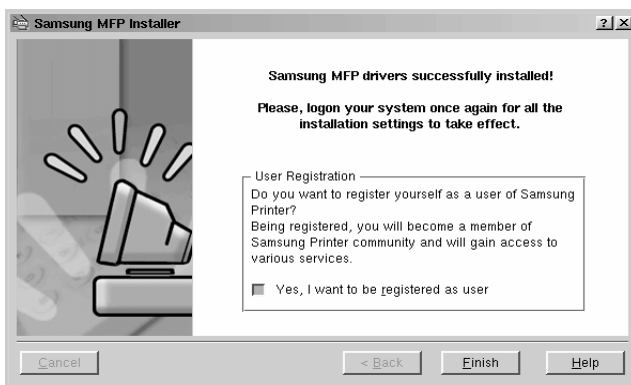 Samsung MFP Installer
Samsung MFP drivers successfully installed!
Please, logon your system once again for all the
installation settings to take effect.
User Registration
Do you want to register yourself as a user of Samsung
Printer?
Being registered, you will become a member of
Samsung Printer community and will gain access to
various services.
Yes, I want to be registered as user
Cancel
< Back
Finish
Help